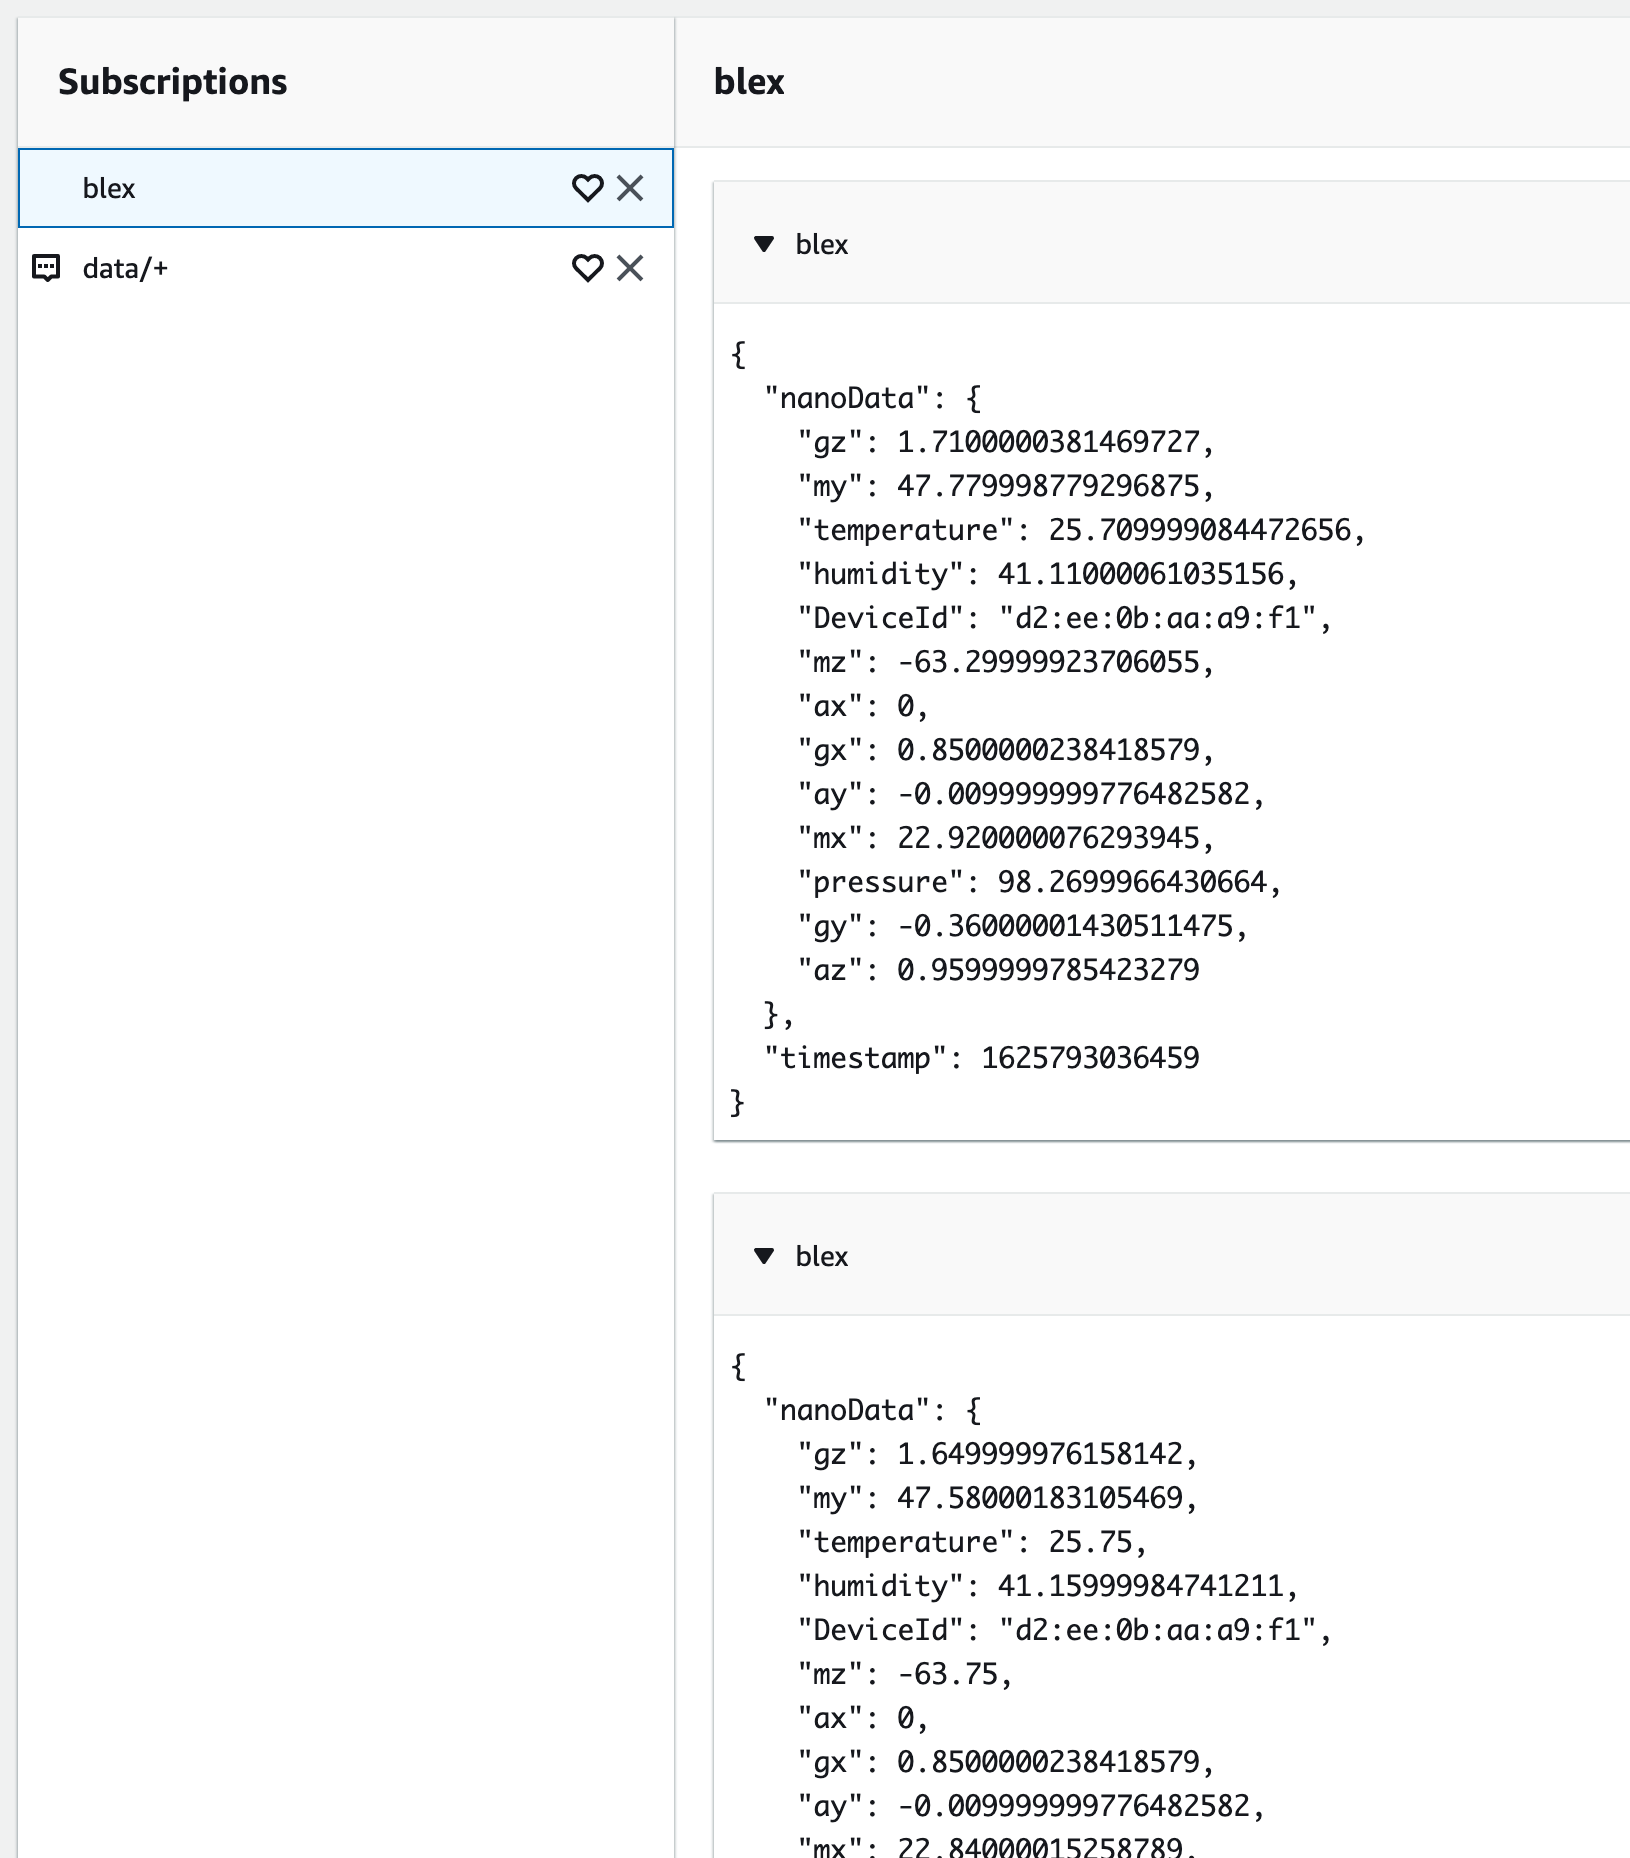 Subscriptions
blex
data/+
blex
blex
{
"nanoData": {
"gz": 1.7100000381469727,
"my": 47.779998779296875,
"temperature": 25.709999084472656,
"humidity": 41.11000061035156,
"DeviceId": "d2:ee:0b:aa:a9:f1",
"mz": -63.29999923706055,
"ax": 0,
"gx": 0.8500000238418579,
"ay": -0.009999999776482582,
"mx": 22.920000076293945,
"pressure": 98.2699966430664,
"gy": -0.36000001430511475,
"az": 0.9599999785423279
},
"timestamp": 1625793036459
}
blex
{
"nanoData": {
"gz": 1.649999976158142,
"my": 47.58000183105469,
"temperature": 25.75,
"humidity": 41.15999984741211,
"DeviceId": "d2:ee:0b:aa:a9:f1",
"mz": -63.75,
"ax": 0,
"gx": 0.8500000238418579,
"ay": -0.009999999776482582,
"mx": 22.84000015258789,